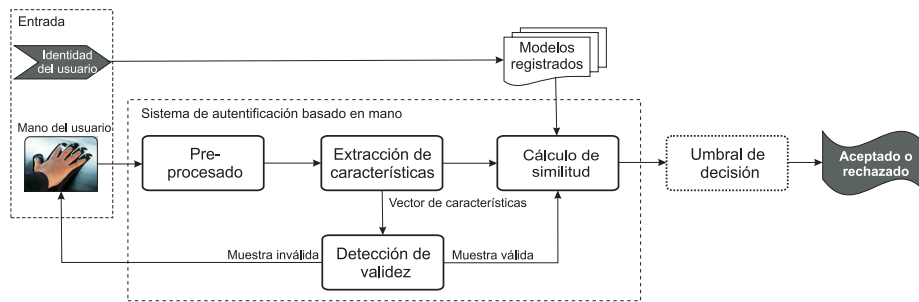 Entrada
Identidad
del usuario
Modelos
registrados
Mano del usuario
Sistema de autentificación basado en mano
Pre-
procesado
Extracción de
características
Cálculo de
similitud
Umbral de
decisión
Aceptado o
rechazado
Vector de características
Muestra inválida
Detección de
validez
Muestra válida